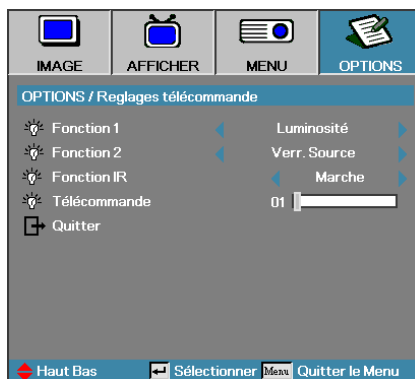 IMAGE AFFICHER MENU OPTIONS
OPTIONS / Reglages télécommande
Fonction 1 Luminosité
Fonction 2 Verr. Source
Fonction IR Marche
Télécommande 01
Quitter
Haut Bas Sélectionner Menu Quitter le Menu